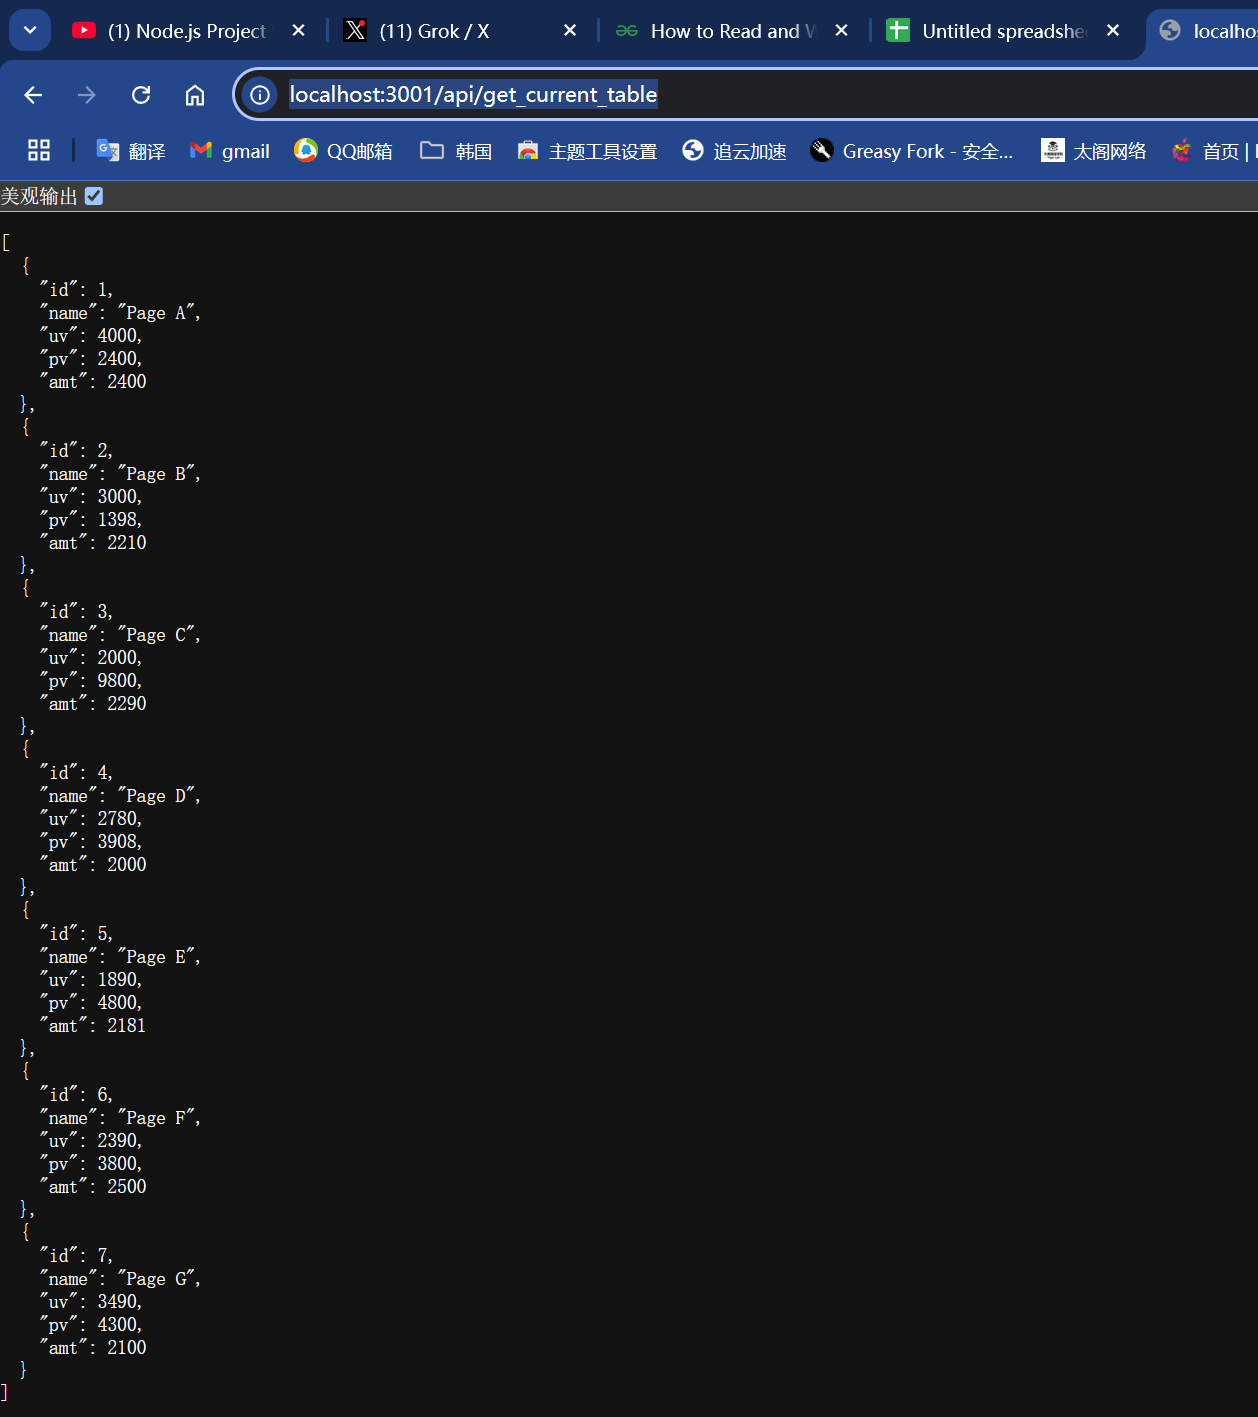 (1) Node.js Project
(11) Grok / X
How to Read and W
Untitled spreadshe
localhos
localhost:3001/api/get_current_table
翻译
gmail
QQ邮箱
韩国
主题工具设置
追云加速
Greasy Fork - 安全...
太阁网络
首页 |
美观输出
[
{
"id": 1,
"name": "Page A",
"uv": 4000,
"pv": 2400,
"amt": 2400
},
{
"id": 2,
"name": "Page B",
"uv": 3000,
"pv": 1398,
"amt": 2210
},
{
"id": 3,
"name": "Page C",
"uv": 2000,
"pv": 9800,
"amt": 2290
},
{
"id": 4,
"name": "Page D",
"uv": 2780,
"pv": 3908,
"amt": 2000
},
{
"id": 5,
"name": "Page E",
"uv": 1890,
"pv": 4800,
"amt": 2181
},
{
"id": 6,
"name": "Page F",
"uv": 2390,
"pv": 3800,
"amt": 2500
},
{
"id": 7,
"name": "Page G",
"uv": 3490,
"pv": 4300,
"amt": 2100
}
]